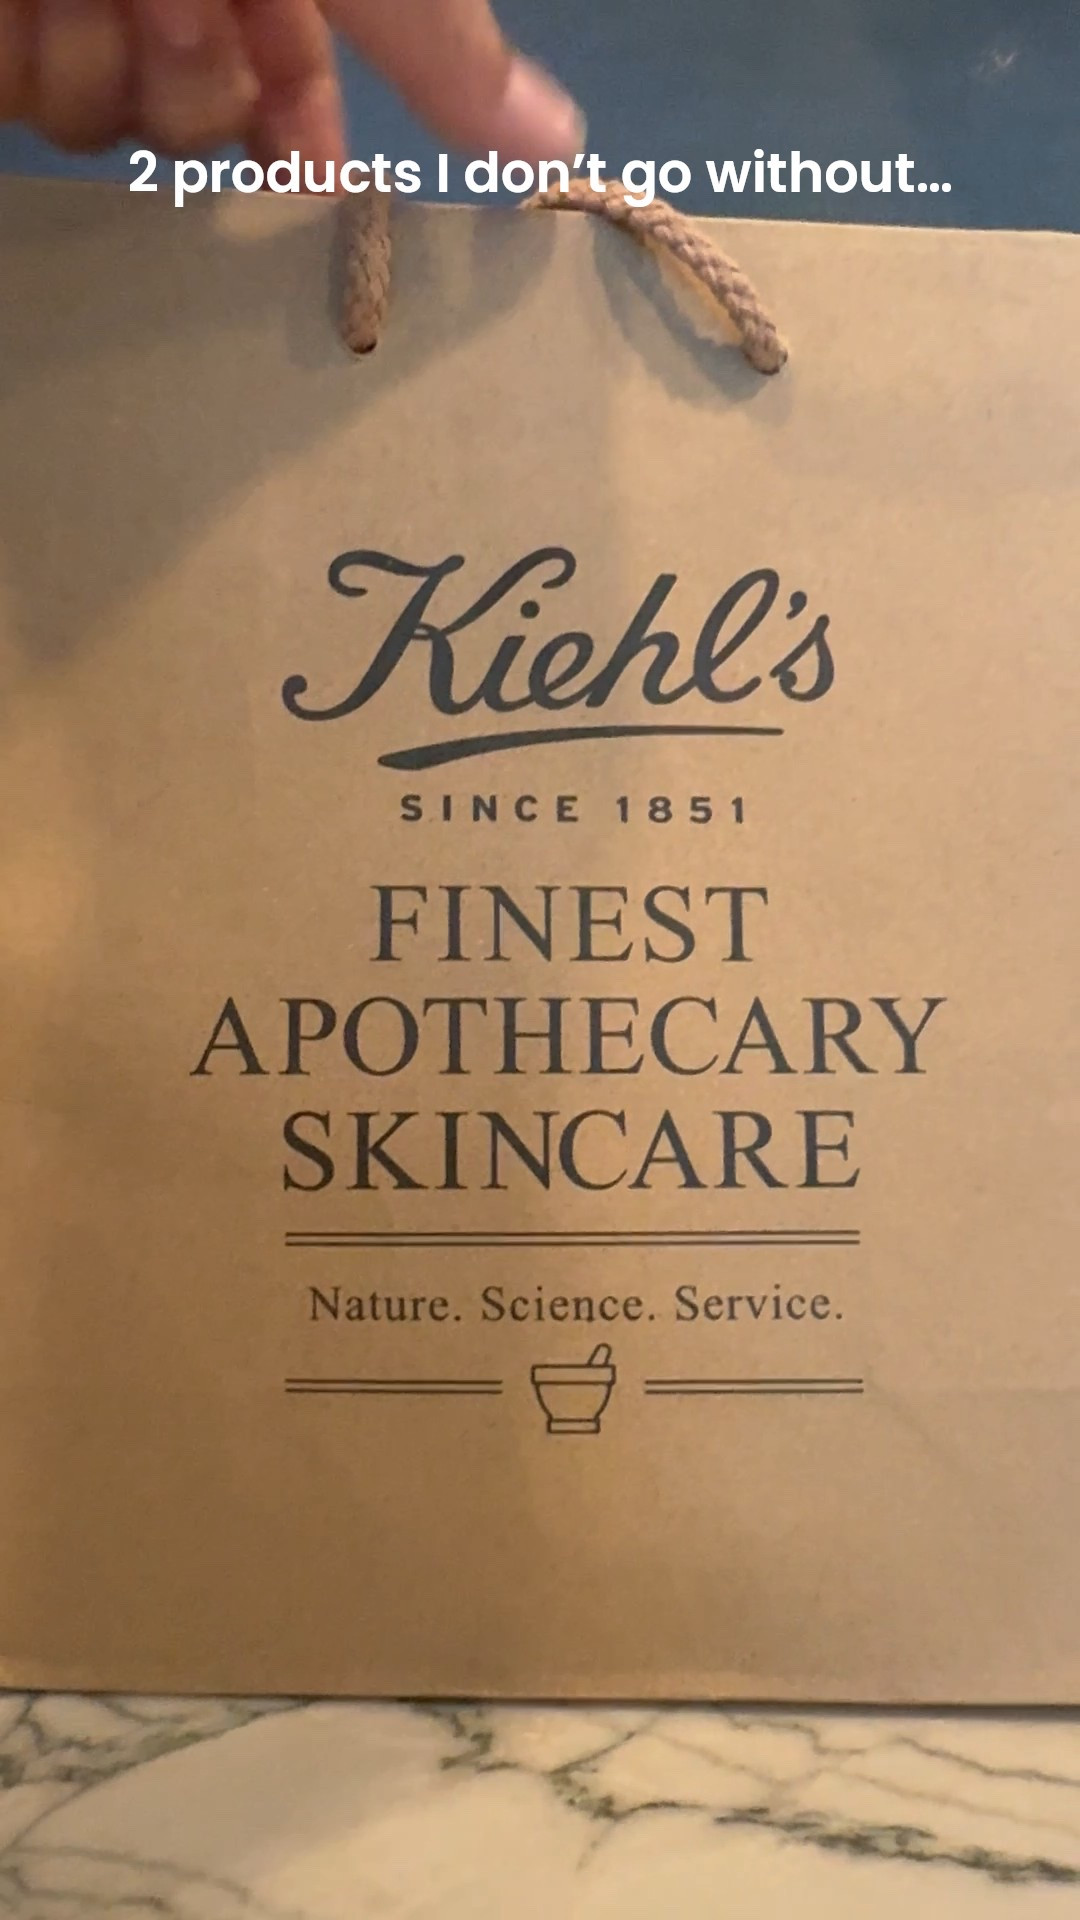 2 products I don’t go without...
Kiehl's
SINCE 1851
FINEST
APOTHECARY
SKINCARE
Nature. Science. Service.